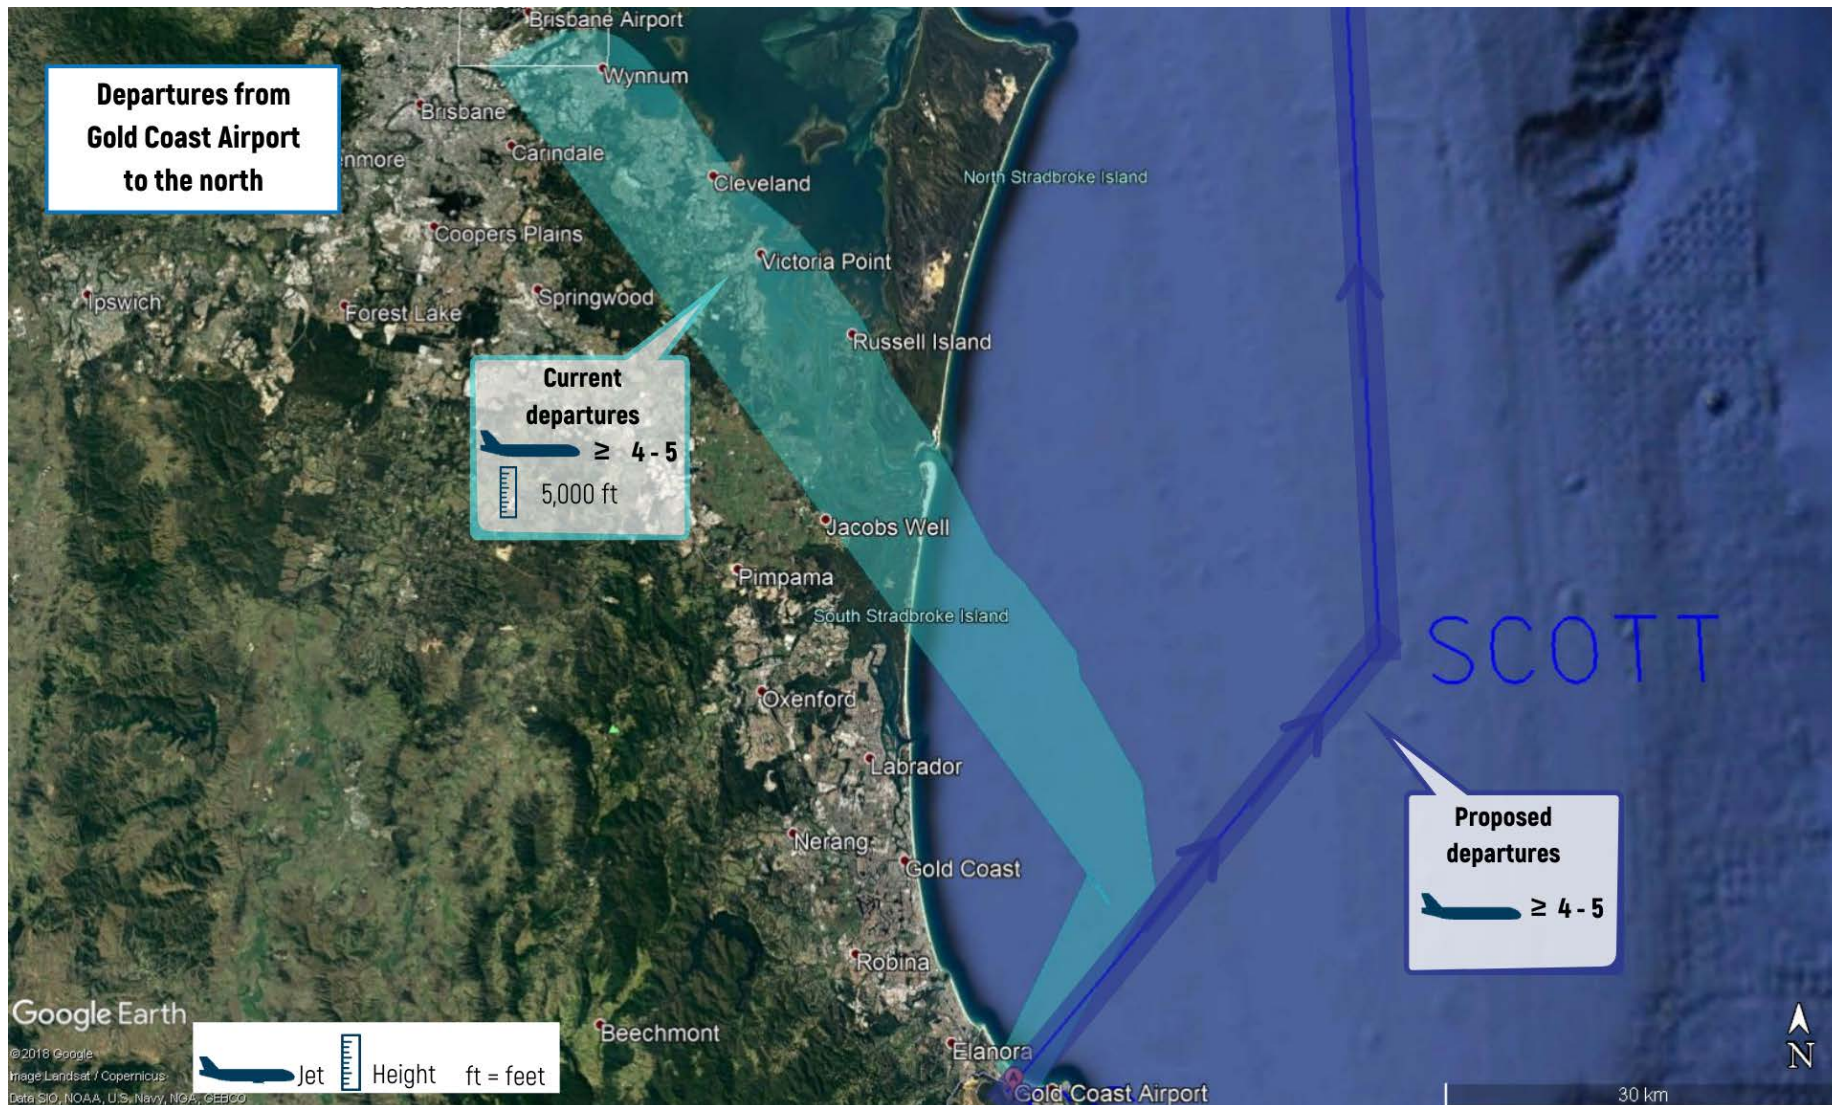 Brisbane Airport
Wynnum
Departures from
Gold Coast Airport
to the north
Brisbane
Carindale
enmore
Cleveland
North Stradbroke Island
Coopers Plains
Victoria Point
Ipswich
Springwood
Forest Lake
Russell Island
Current
departures
≥ 4 - 5
5,000 ft
Jacobs Well
Pimpama
South Stradbroke Island
SCOTT
Oxenford
Labrador
Proposed
departures
≥ 4 - 5
Nerang
Gold Coast
Robina
Google Earth
Beechmont
Elanora
©2018 Google
Image Landsat / Copernicus
Data SIO, NOAA, U.S. Navy, NGA, GEBCO
Jet
Height
ft = feet
Gold Coast Airport
N
30 km